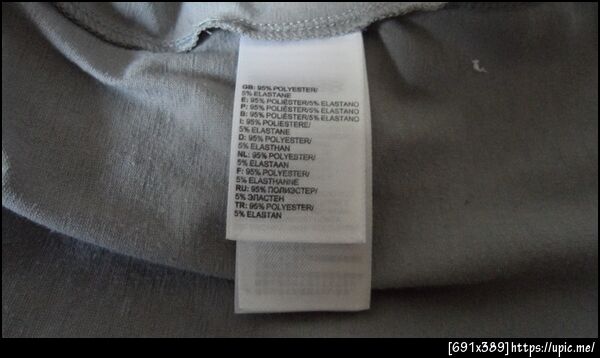 GB: 95% POLYESTER/
5% ELASTANE
E: 95% POLIÉSTER/5% ELASTANO
P: 95% POLIÉSTER/5% ELASTANO
B: 95% POLIÉSTER/5% ELASTANO
I: 95% POLIESTERE/
5% ELASTANE
D: 95% POLYESTER/
5% ELASTHAN
NL: 95% POLYESTER/
5% ELASTAAN
F: 95% POLYESTER/
5% ELASTHANNE
RU: 95% ПОЛИЭСТЕР/
5% ЭЛАСТЕН
TR: 95% POLYESTER/
5% ELASTAN
[691x389]https://upic.me/